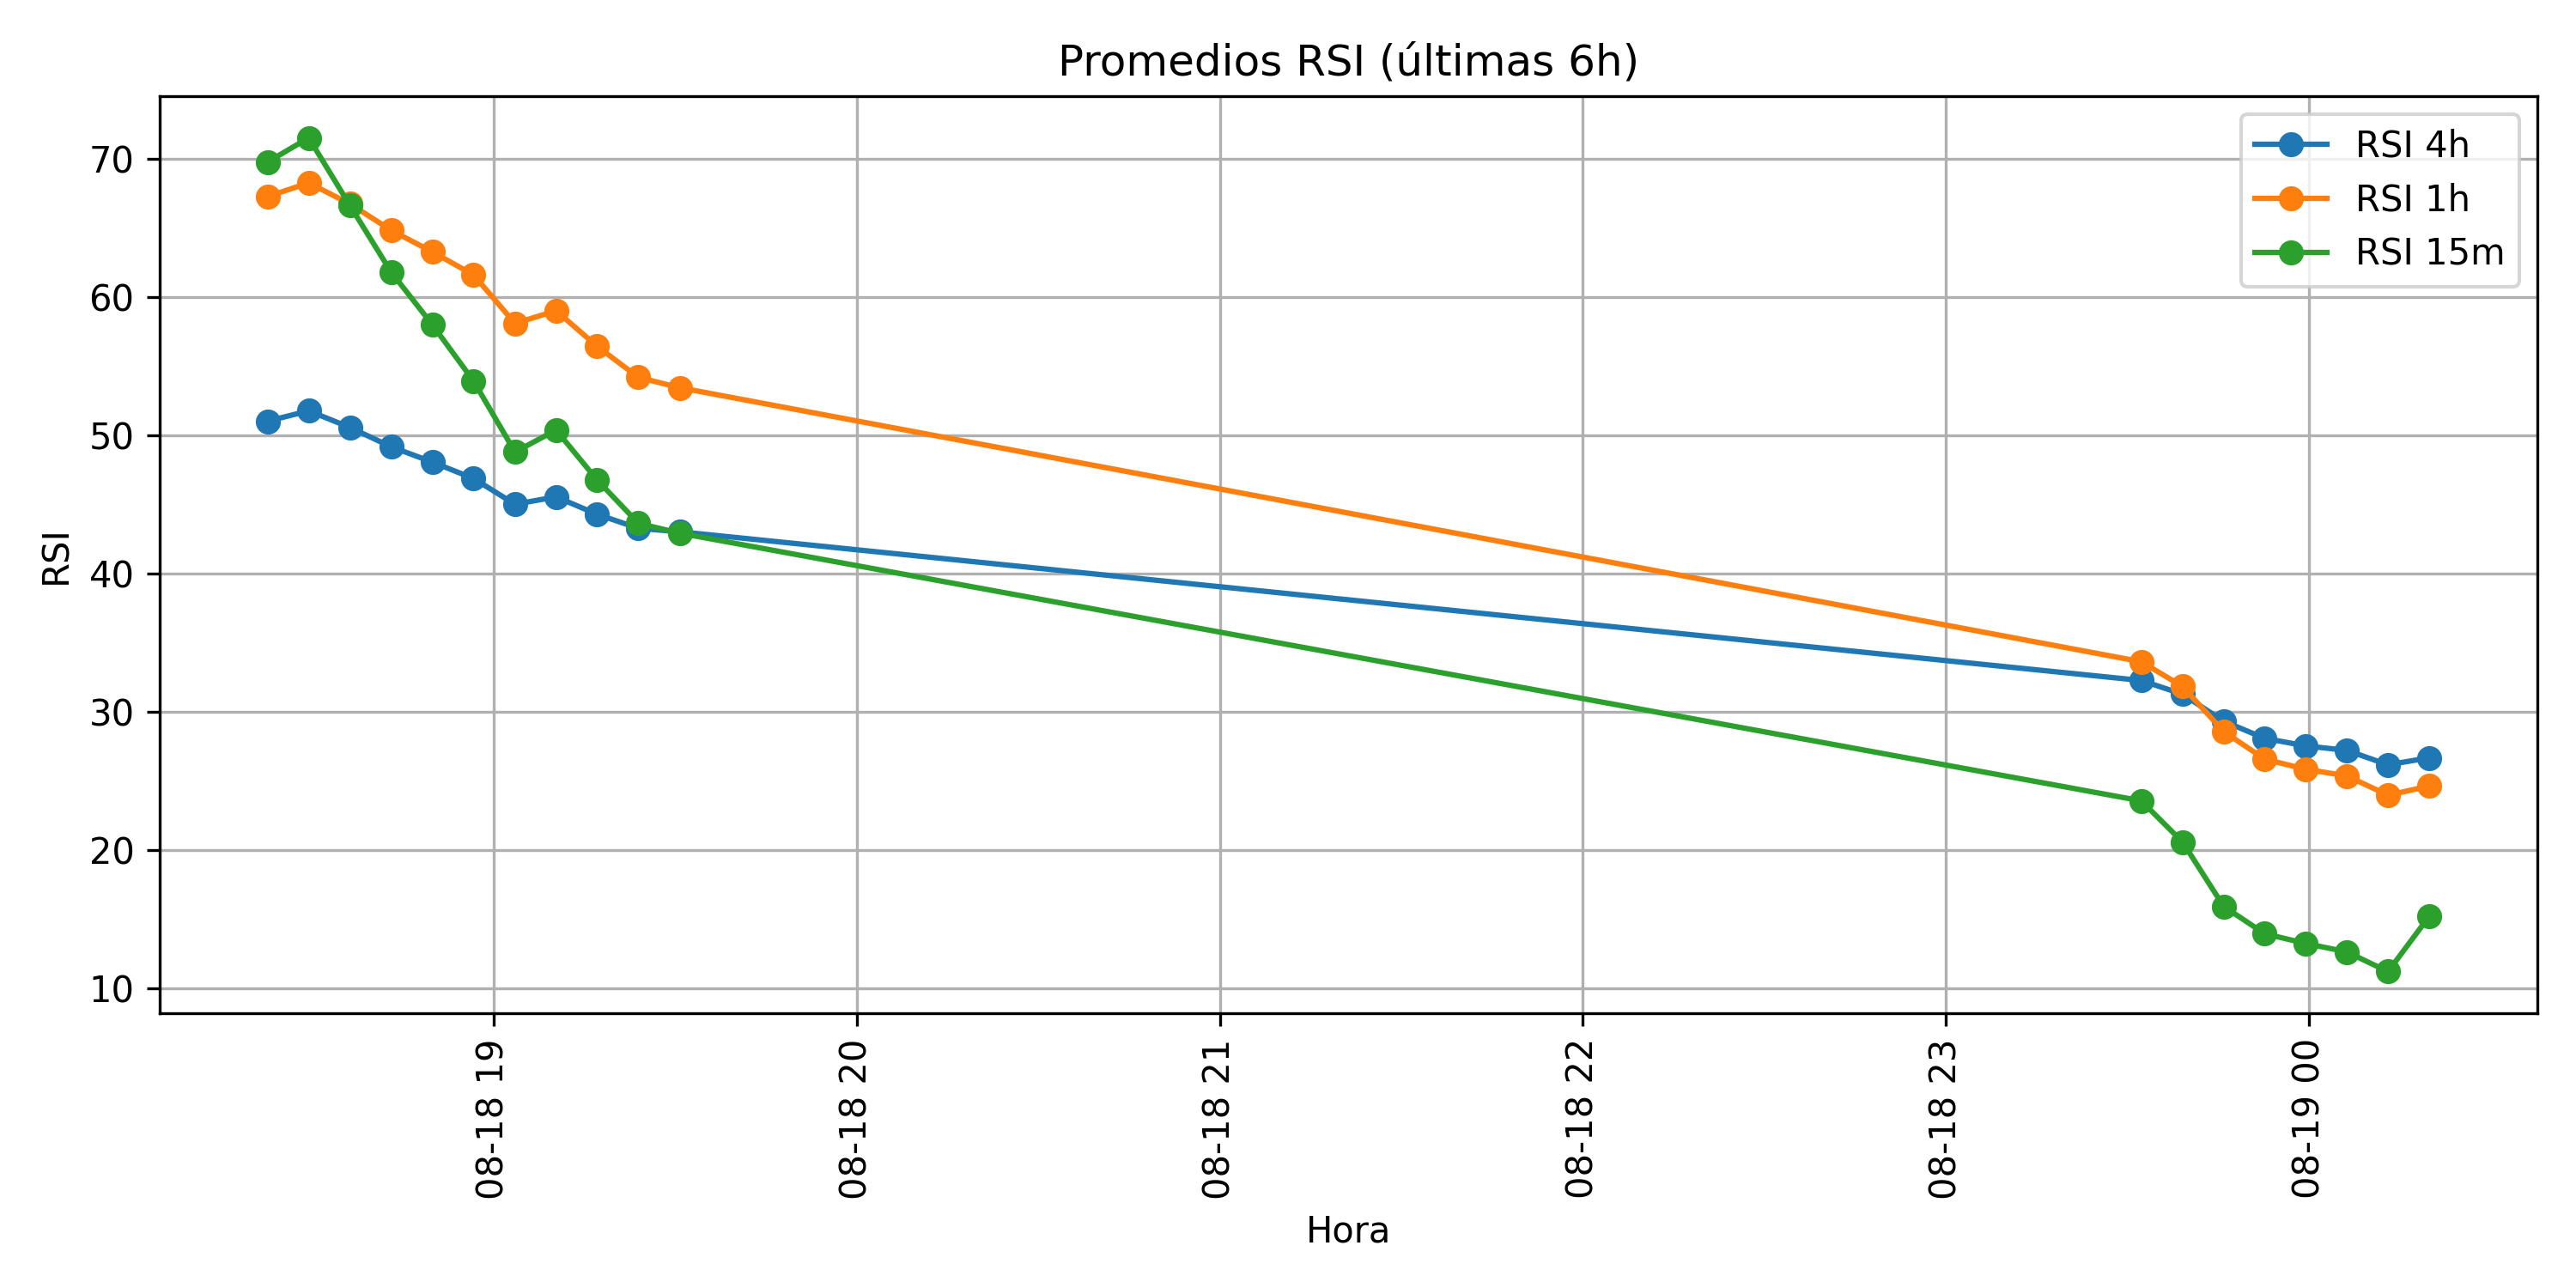 Promedios RSI (últimas 6h)
RSI 4h
RSI 1h
RSI 15m
RSI
70
60
50
40
30
20
10
08-18 19
08-18 20
08-18 21
08-18 22
08-18 23
08-19 00
Hora